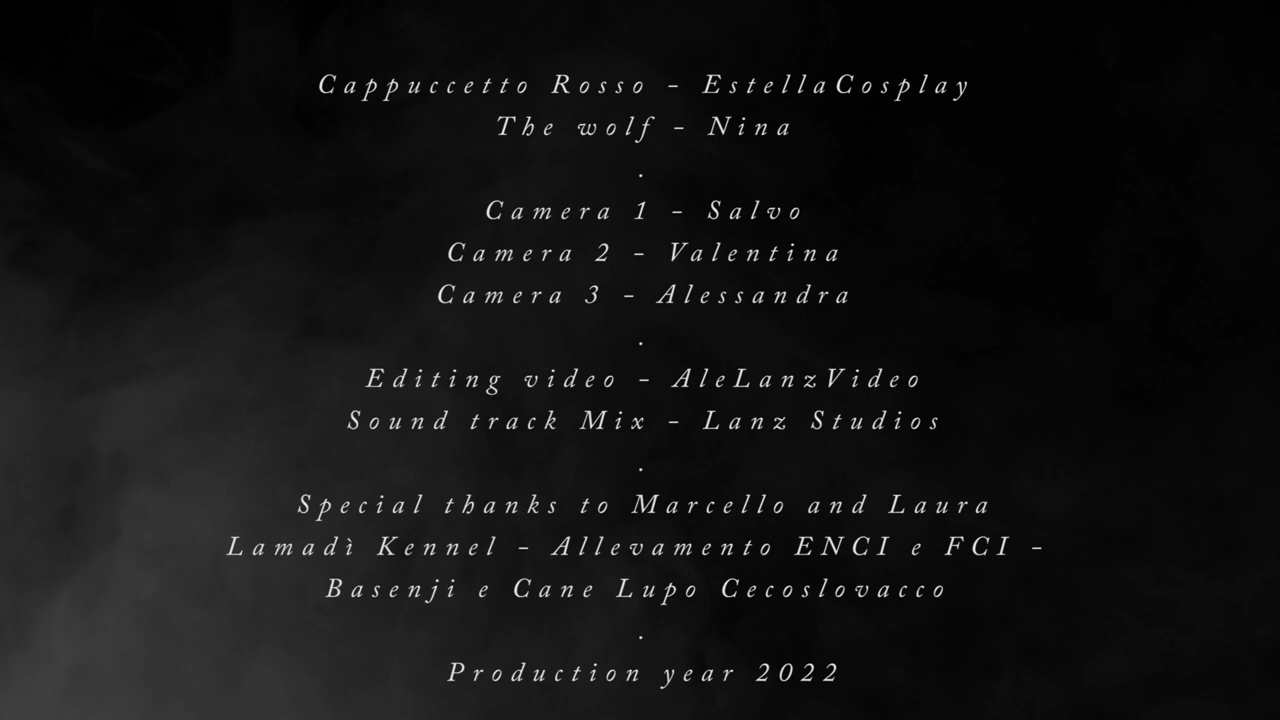 Cappuccetto Rosso - EstellaCosplay
The wolf - Nina
.
Camera 1 - Salvo
Camera 2 - Valentina
Camera 3 - Alessandra
.
Editing video - AleLanzVideo
Sound track Mix - Lanz Studios
.
Special thanks to Marcello and Laura
Lamadì Kennel - Allevamento ENCI e FCI -
Basenji e Cane Lupo Cecoslovacco
.
Production year 2022